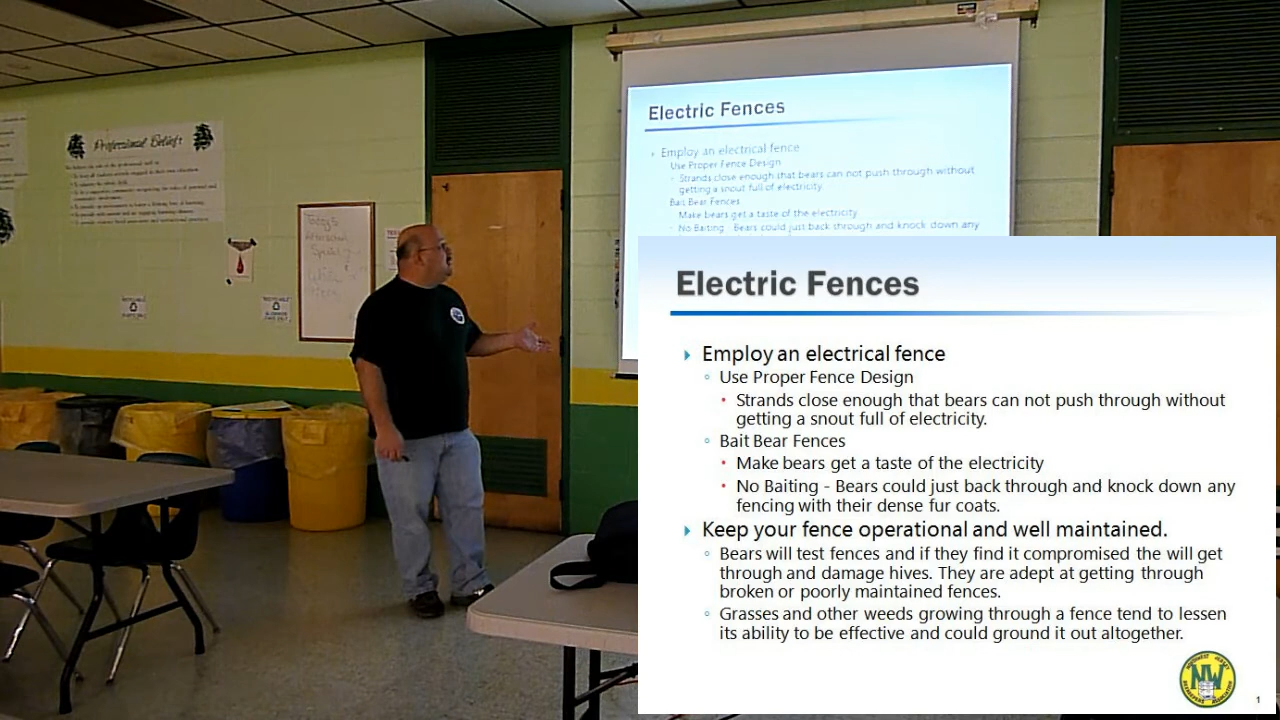 Professional Beliefs
Today's
Electric Fences
Employ an electrical fence
Use Proper Fence Design
Strands close enough that bears can not push through without
getting a snout full of electricity
Bait Bear Fences
Make bears get a taste of the electricity
No Baiting - Bears could just back through and knock down any
Electric Fences
Employ an electrical fence
Use Proper Fence Design
Strands close enough that bears can not push through without
getting a snout full of electricity.
Bait Bear Fences
Make bears get a taste of the electricity
No Baiting - Bears could just back through and knock down any
fencing with their dense fur coats.
Keep your fence operational and well maintained.
Bears will test fences and if they find it compromised the will get
through and damage hives. They are adept at getting through
broken or poorly maintained fences.
Grasses and other weeds growing through a fence tend to lessen
its ability to be effective and could ground it out altogether.
NW
1